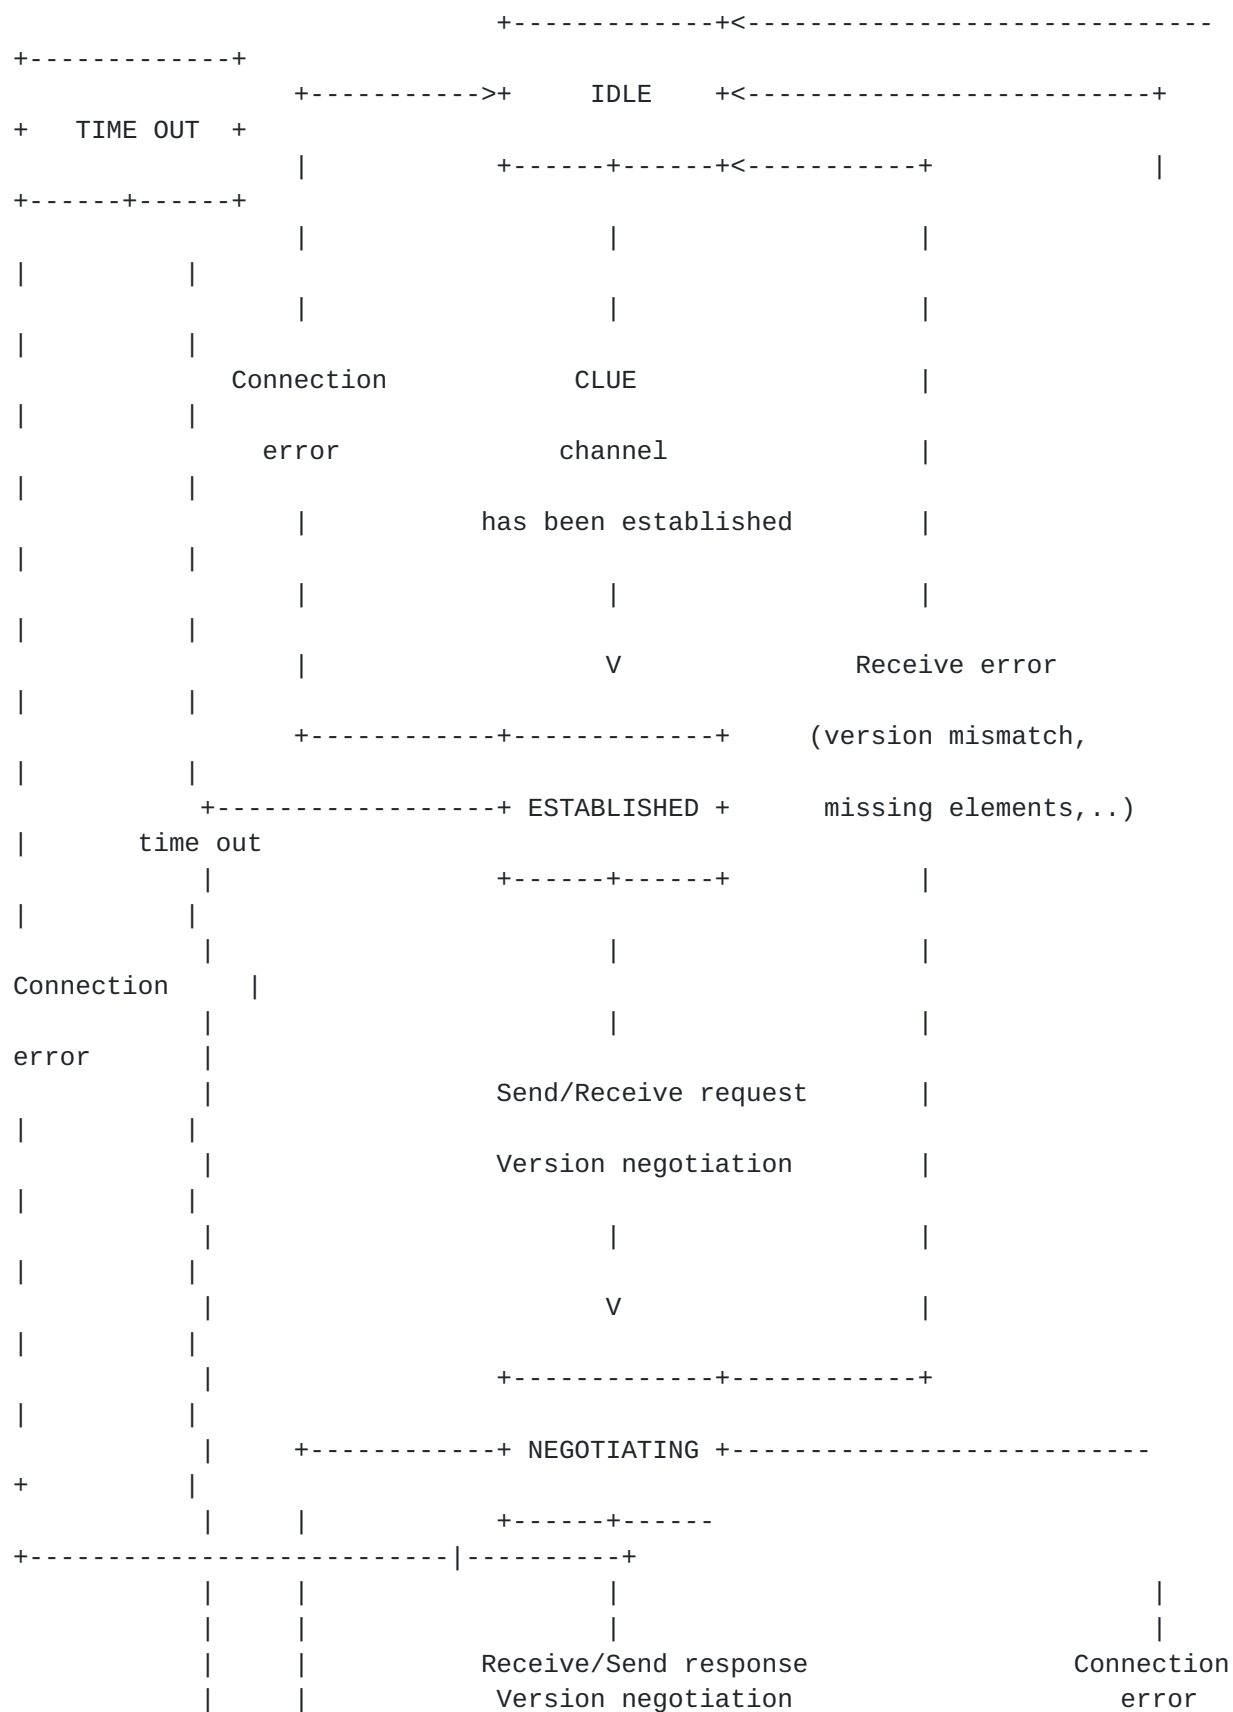 +-------------+<------------------------------
+-------------+
                  +----------->+     IDLE    +<--------------------------+
+   TIME OUT  +
                  |            +------+------+<-----------+              |
+------+------+
                  |                   |                   |
|          |
                  |                   |                   |
|          |
              Connection            CLUE                  |
|          |
                error              channel                |
|          |
                  |           has been established        |
|          |
                  |                   |                   |
|          |
                  |                   V               Receive error
|          |
                  +------------+-------------+     (version mismatch,
|          |
            +------------------+ ESTABLISHED +      missing elements,..)
|       time out
            |                  +------+------+            |
|          |
            |                         |                   |
Connection     |
            |                         |                   |
error       |
            |                  Send/Receive request       |
|          |
            |                  Version negotiation        |
|          |
            |                         |                   |
|          |
            |                         V                   |
|          |
            |                  +-------------+------------+
|          |
            |     +------------+ NEGOTIATING +---------------------------
+          |
            |     |            +------+------
+---------------------------|----------+
            |     |                   |                                  |
            |     |                   |                                  |
            |     |           Receive/Send response                 Connection
            |     |            Version negotiation                     error